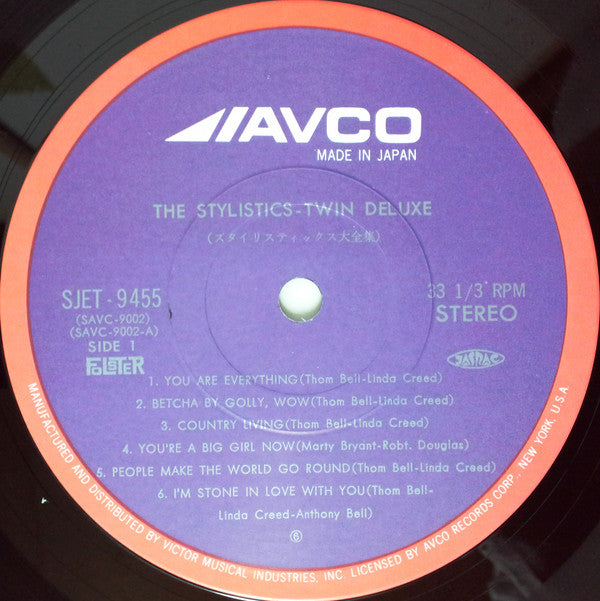 AVCO
MADE IN JAPAN
THE STYLISTICS-TWIN DELUXE
(スタイリスティックス大全集)
SJET-9455
33 1/3 RPM
(SAVC-9002)
STEREO
(SAVC-9002-A)
SIDE 1
JASRAC
1. YOU ARE EVERYTHING(Thom Bell-Linda Creed)
2. BETCHA BY GOLLY, WOW(Thom Bell-Linda Creed)
3. COUNTRY LIVING(Thom Bell-Linda Creed)
4. YOU'RE A BIG GIRL NOW(Marty Bryant-Robt. Douglas)
5. PEOPLE MAKE THE WORLD GO ROUND(Thom Bell-Linda Creed)
6. I'M STONE IN LOVE WITH YOU(Thom Bell-
Linda Creed-Anthony Bell)
⑥
MANUFACTURED AND DISTRIBUTED BY VICTOR MUSICAL INDUSTRIES, INC. LICENSED BY AVCO RECORDS CORP., NEW YORK, U.S.A.